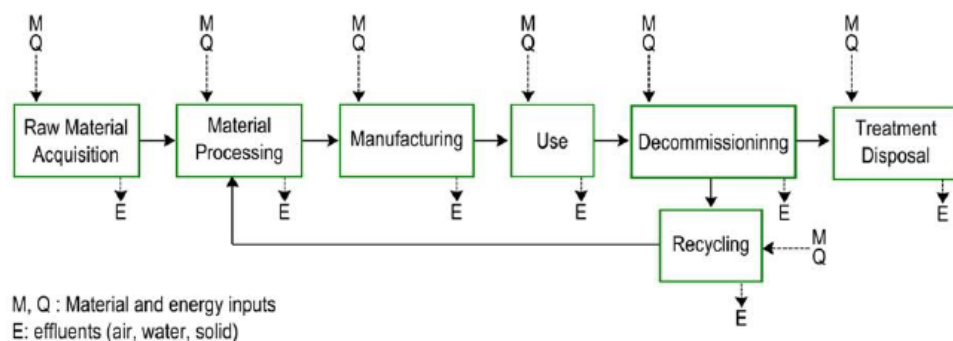 M
Q
M
Q
M
Q
M
Q
M
Q
M
Q
Raw Material
Acquisition
Material
Processing
Manufacturing
Use
Decommissioninng
Treatment
Disposal
E
E
E
E
E
E
Recycling
M
Q
E
M, Q : Material and energy inputs
E: effluents (air, water, solid)